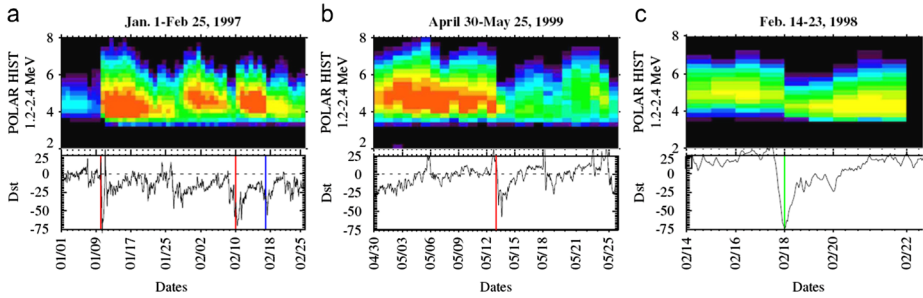 a
Jan. 1-Feb 25, 1997
POLAR HIST
1.2-2.4 MeV
8
6
4
2
Dst
25
0
-25
-50
-75
01/01
01/09
01/17
01/25
02/02
02/10
02/18
02/25
Dates
b
April 30-May 25, 1999
POLAR HIST
1.2-2.4 MeV
8
6
4
2
Dst
25
0
-25
-50
-75
04/30
05/03
05/06
05/09
05/12
05/15
05/18
05/21
05/25
Dates
c
Feb. 14-23, 1998
POLAR HIST
1.2-2.4 MeV
8
6
4
2
Dst
25
0
-25
-50
-75
02/14
02/16
02/18
02/20
02/22
Dates